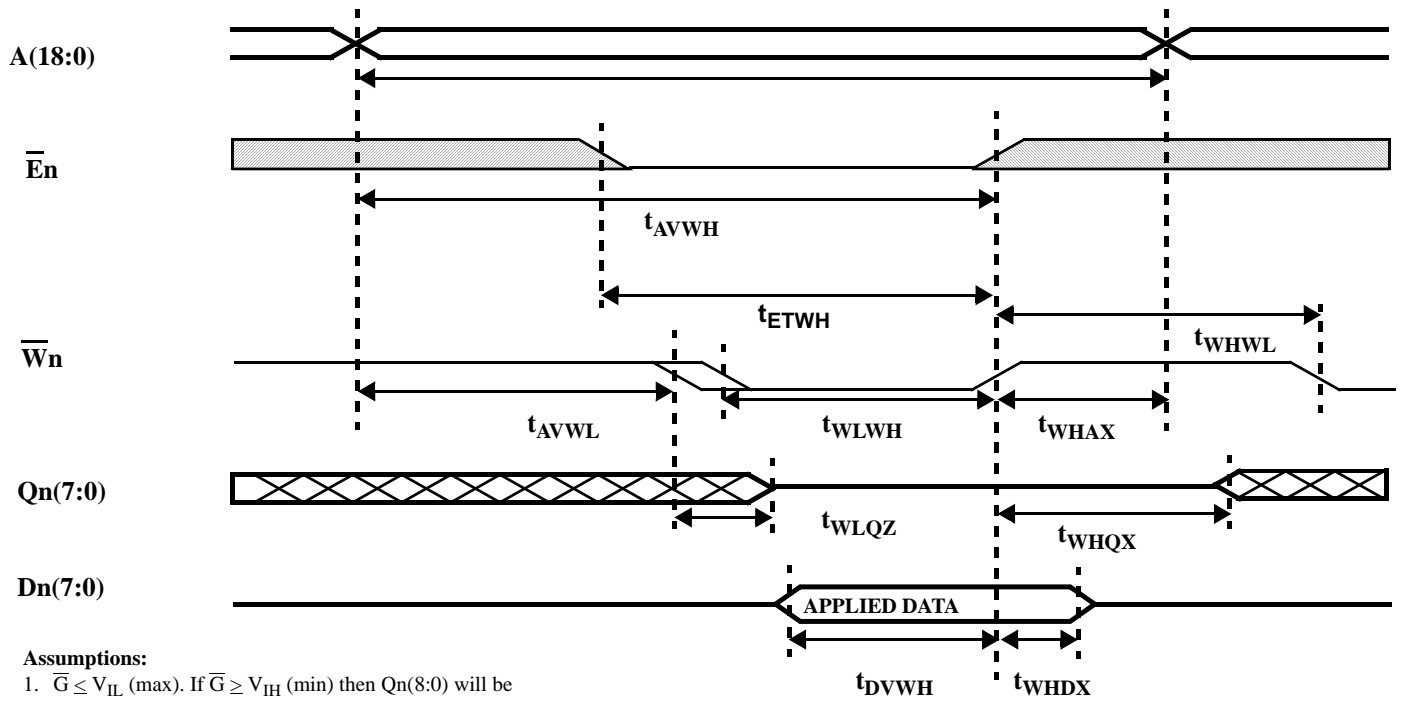 A(18:0)
En
tAVWH
tETWH
tWHWL
Wn
tAVWL
tWLWH
tWHAX
Qn(7:0)
tWLQZ
tWHQX
Dn(7:0)
APPLIED DATA
Assumptions:
1. G ≤ VIL (max). If G ≥ VIH (min) then Qn(8:0) will be
tDVWH
tWHDX